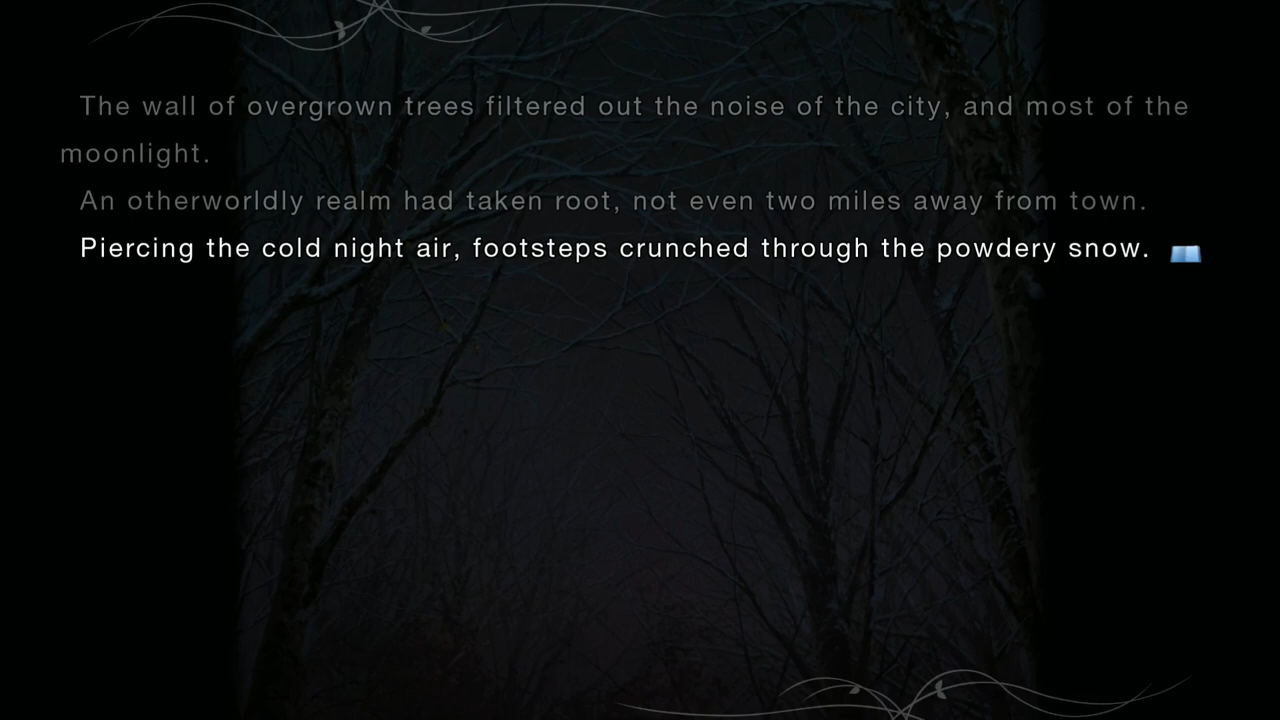 The wall of overgrown trees filtered out the noise of the city, and most of the
moonlight.
An otherworldly realm had taken root, not even two miles away from town.
Piercing the cold night air, footsteps crunched through the powdery snow.